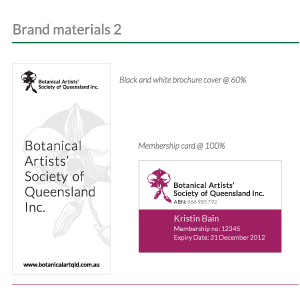 Brand materials 2
Botanical Artists'
Society of Queensland Inc.
Black and white brochure cover @ 60%
Botanical
Artists'
Society of
Queensland
Inc.
www.botanicalartqld.com.au
Membership card @ 100%
Botanical Artists'
Society of Queensland Inc.
ABN: 966 985 792
Kristin Bain
Membership no: 12345
Expiry Date: 31 December 2012